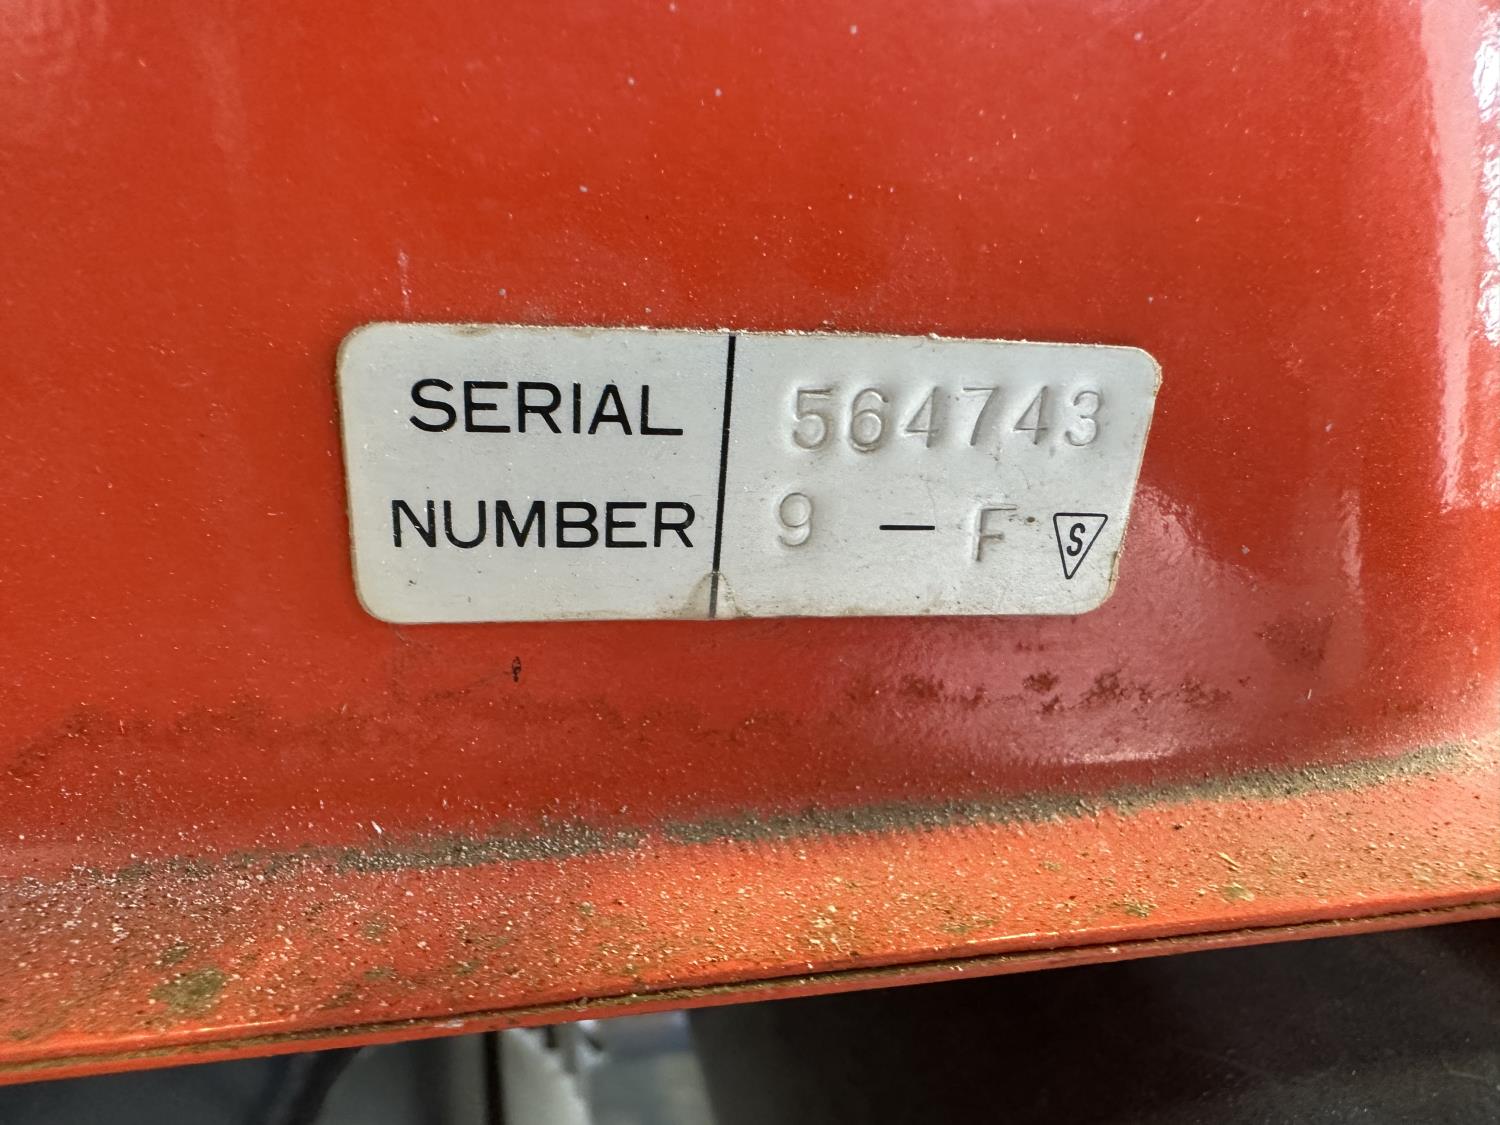 SERIAL 564743
NUMBER 9 — F S